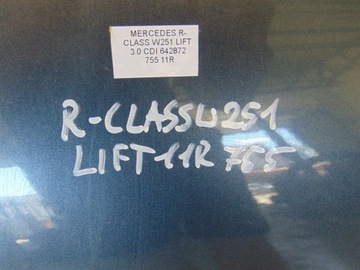 MERCEDES R-
CLASS W251 LIFT
3.0 CDI 642872
755 11R
R-CLASS W251
LIFT 11R 755